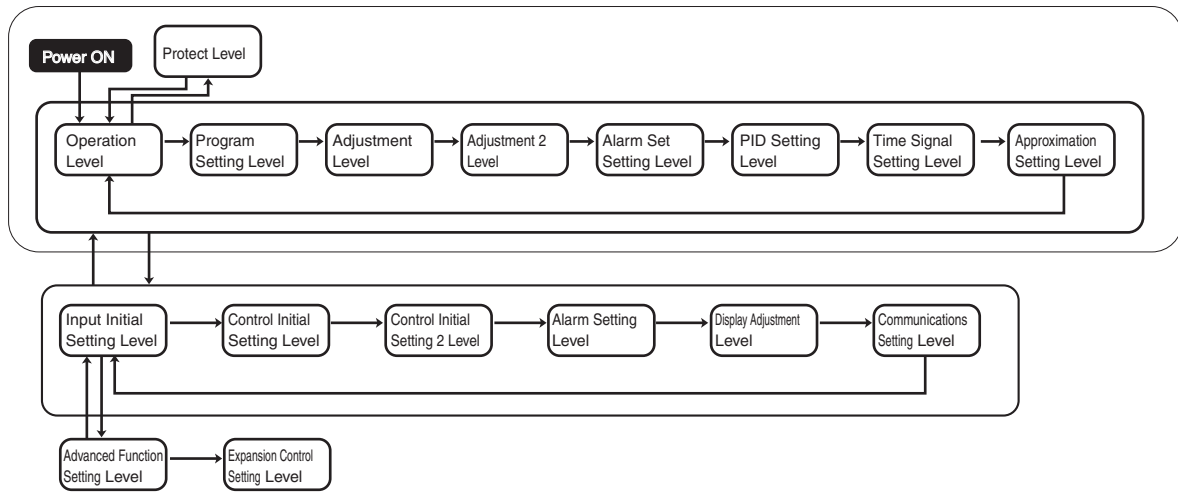 Power ON
Protect Level
Operation
Level
Program
Setting Level
Adjustment
Level
Adjustment 2
Level
Alarm Set
Setting Level
PID Setting
Level
Time Signal
Setting Level
Approximation
Setting Level
Input Initial
Setting Level
Control Initial
Setting Level
Control Initial
Setting 2 Level
Alarm Setting
Level
Display Adjustment
Level
Communications
Setting Level
Advanced Function
Setting Level
Expansion Control
Setting Level